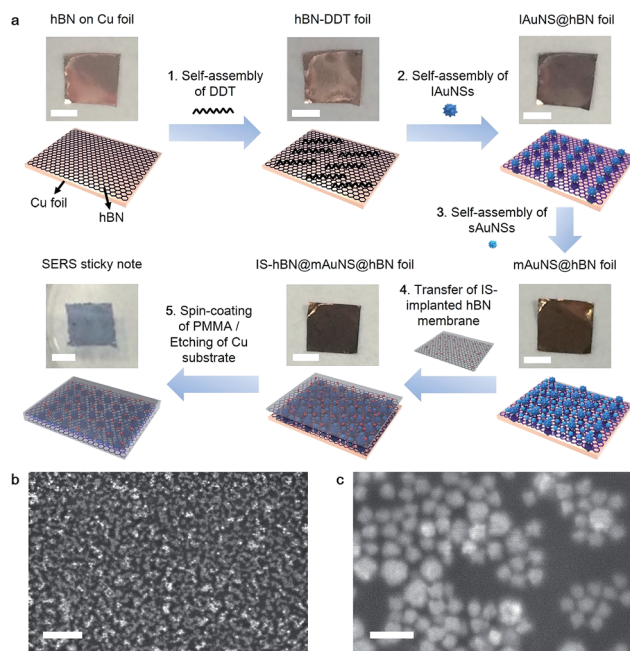 a
hBN on Cu foil
hBN-DDT foil
lAuNS@hBN foil
1. Self-assembly
of DDT
2. Self-assembly of
lAuNSs
Cu foil
hBN
3. Self-assembly of
sAuNSs
SERS sticky note
IS-hBN@mAuNS@hBN foil
mAuNS@hBN foil
5. Spin-coating
of PMMA /
Etching of Cu
substrate
4. Transfer of IS-
implanted hBN
membrane
b
c